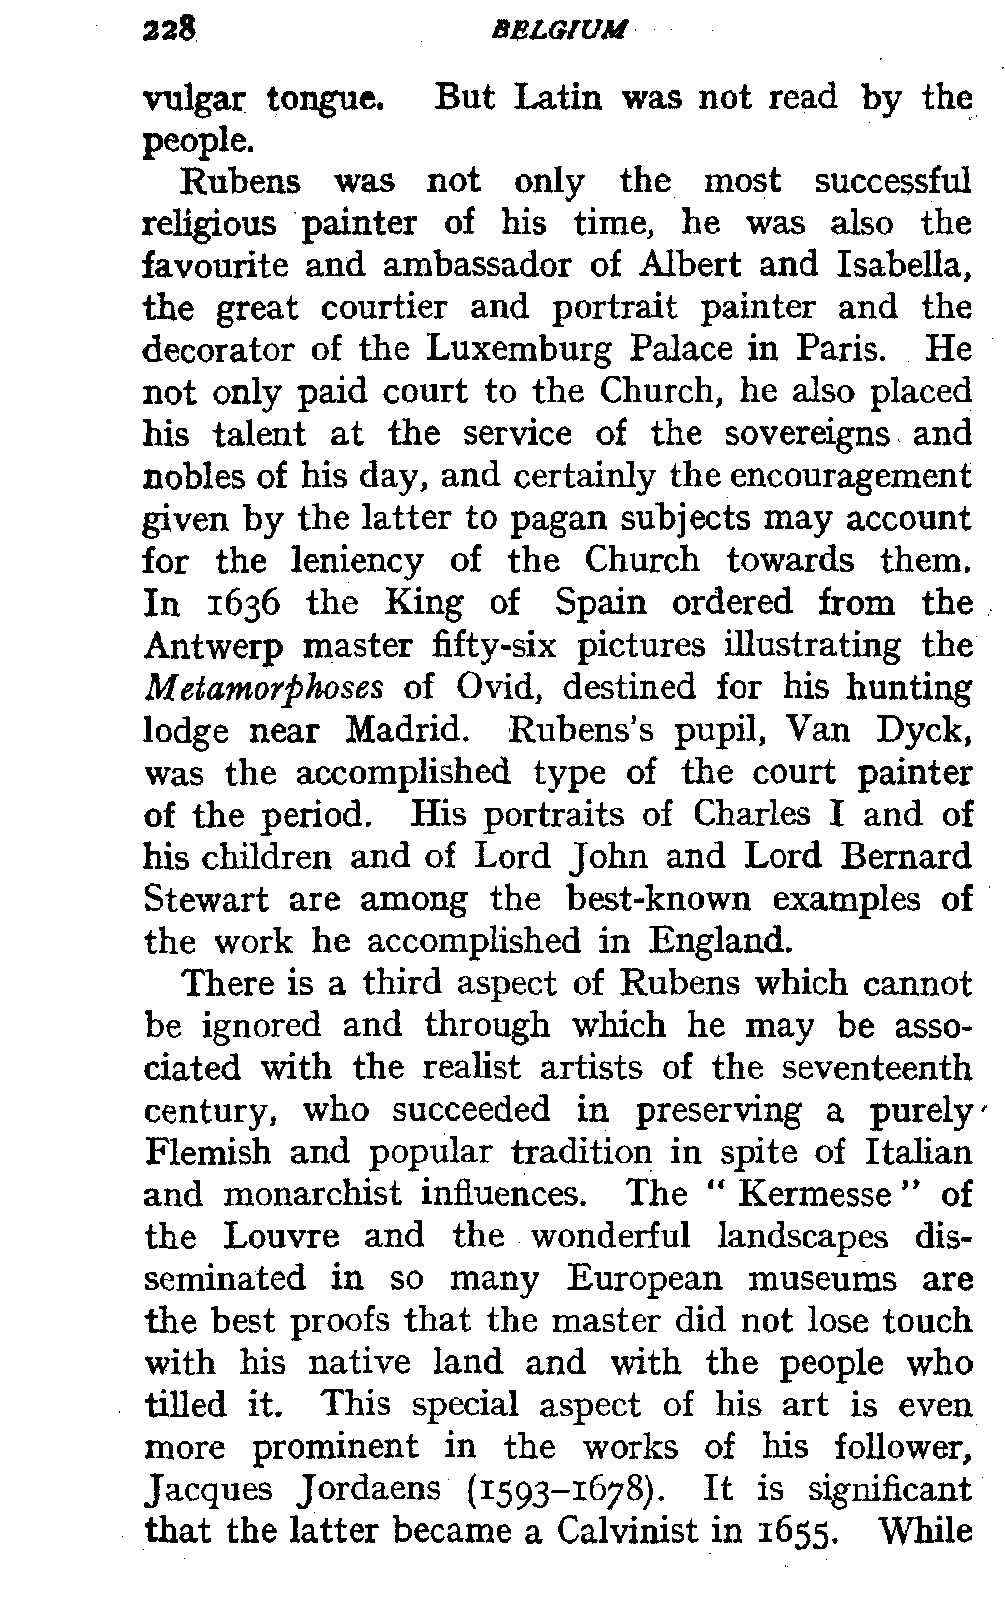 228 BELGIUM
vulgar tongue. But Latin was not read by the
people.
Rubens was not only the most successful
religious painter of his time, he was also the
favourite and ambassador of Albert and Isabella,
the great courtier and portrait painter and the
decorator of the Luxemburg Palace in Paris. He
not only paid court to the Church, he also placed
his talent at the service of the sovereigns and
nobles of his day, and certainly the encouragement
given by the latter to pagan subjects may account
for the leniency of the Church towards them.
In 1636 the King of Spain ordered from the
Antwerp master fifty-six pictures illustrating the
Metamorphoses of Ovid, destined for his hunting
lodge near Madrid. Rubens's pupil, Van Dyck,
was the accomplished type of the court painter
of the period. His portraits of Charles I and of
his children and of Lord John and Lord Bernard
Stewart are among the best-known examples of
the work he accomplished in England.
There is a third aspect of Rubens which cannot
be ignored and through which he may be asso-
ciated with the realist artists of the seventeenth
century, who succeeded in preserving a purely
Flemish and popular tradition in spite of Italian
and monarchist influences. The “ Kermesse ” of
the Louvre and the wonderful landscapes dis-
seminated in so many European museums are
the best proofs that the master did not lose touch
with his native land and with the people who
tilled it. This special aspect of his art is even
more prominent in the works of his follower,
Jacques Jordaens (1593–1678). It is significant
that the latter became a Calvinist in 1655. While